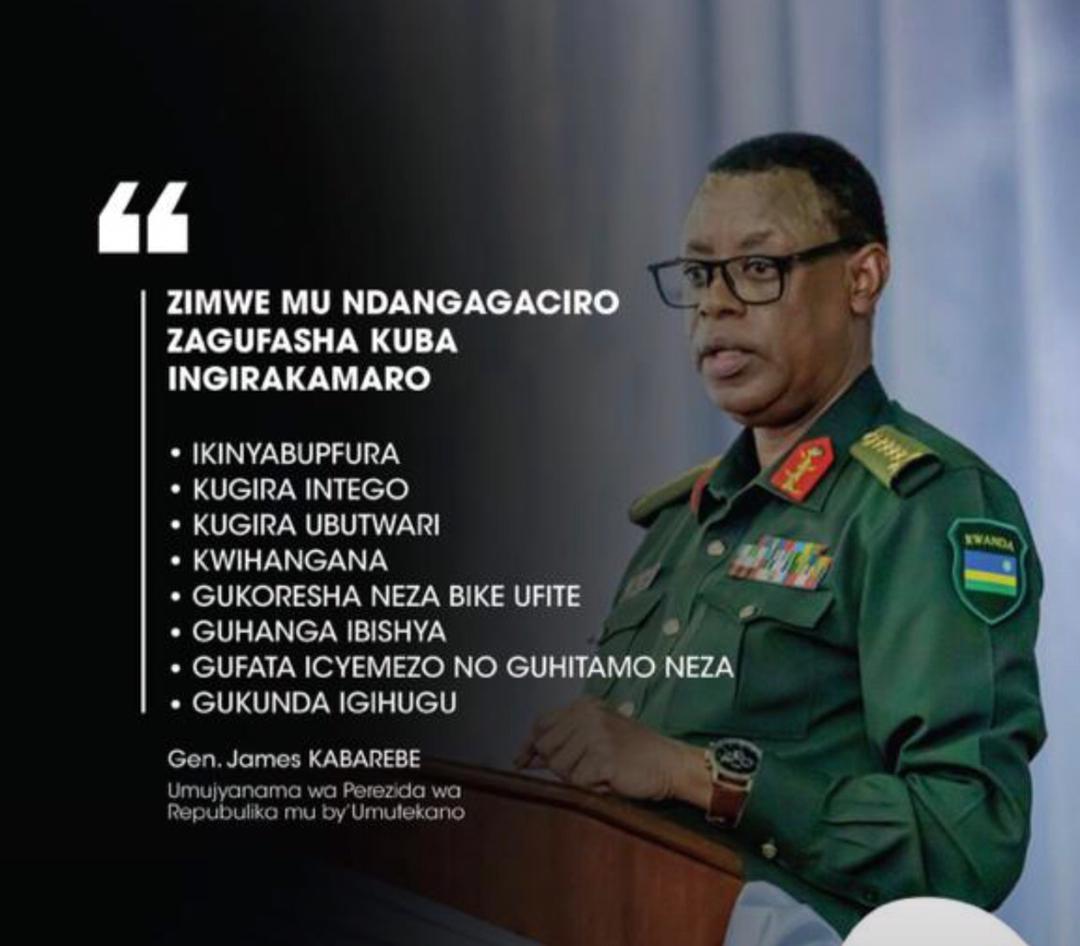 ZIMWE MU NDANGAGACIRO
ZAGUFASHA KUBA
INGIRAKAMARO
• IKINYABUPFURA
• KUGIRA INTEGO
• KUGIRA UBUTWARI
• KWIHANGANA
• GUKORESHA NEZA BIKE UFITE
• GUHANGA IBISHYA
• GUFATA ICYEMEZO NO GUHITAMO NEZA
• GUKUNDA IGIHUGU
Gen. James KABAREBE
Umujyanama wa Perezida wa
Repubulika mu by'Umutekano
RWANDA